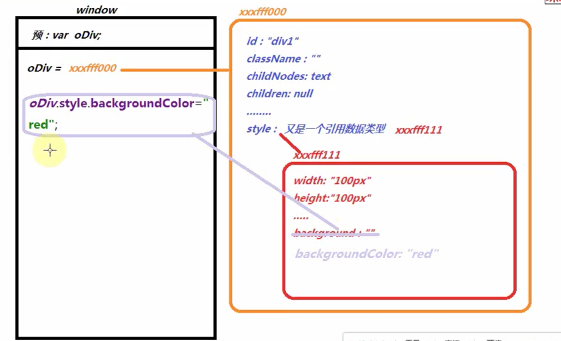 window
预：var oDiv;
oDiv = xxxfff000
oDiv.style.backgroundColor="
red";
xxxfff000
id : "div1"
className : ""
childNodes: text
children: null
........
style : 又是一个引用数据类型 xxxfff111
xxxfff111
width: "100px"
height:"100px"
.....
background : ""
backgroundColor: "red"